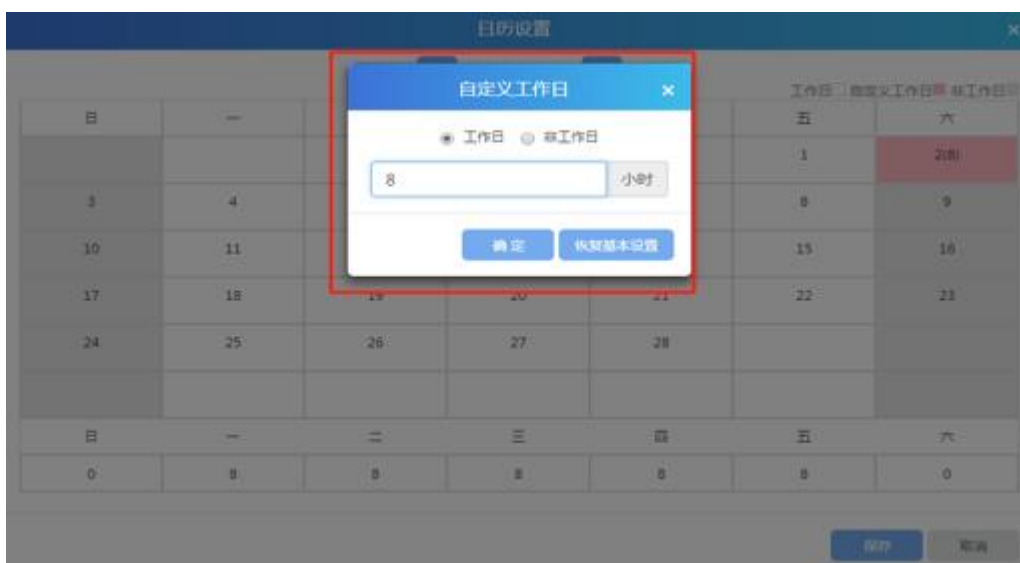 日历设置 ×
自定义工作日 ×
工作日 自定义工作日 非工作日
工作日 非工作日
8 小时
确定 恢复基本设置
日 一 五 六
1 2(8)
3 4 8 9
10 11 15 16
17 18 19 20 21 22 23
24 25 26 27 28
日 一 二 三 四 五 六
0 8 8 8 8 8 0
保存 取消